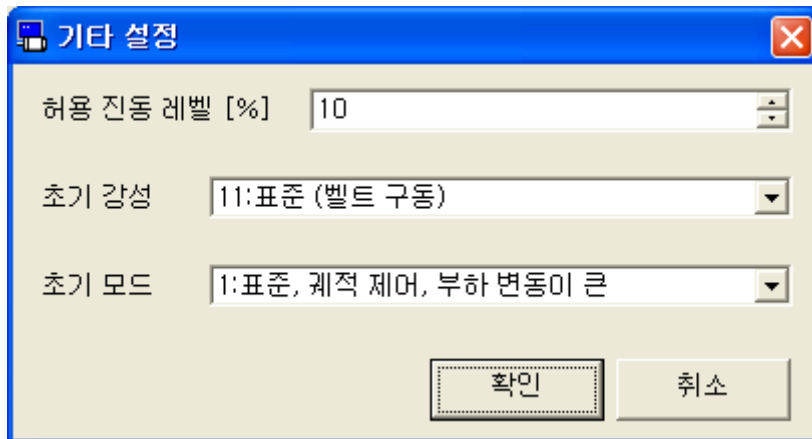 기타 설정
허용 진동 레벨 [%] 10
초기 강성 11:표준 (벨트 구동)
초기 모드 1:표준, 궤적 제어, 부하 변동이 큰
확인 취소